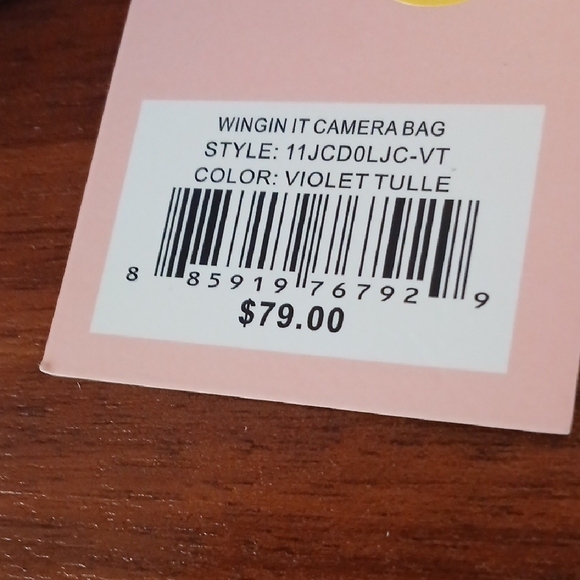 WINGIN IT CAMERA BAG
STYLE: 11JCD0LJC-VT
COLOR: VIOLET TULLE
8 85919 76792 9
$79.00